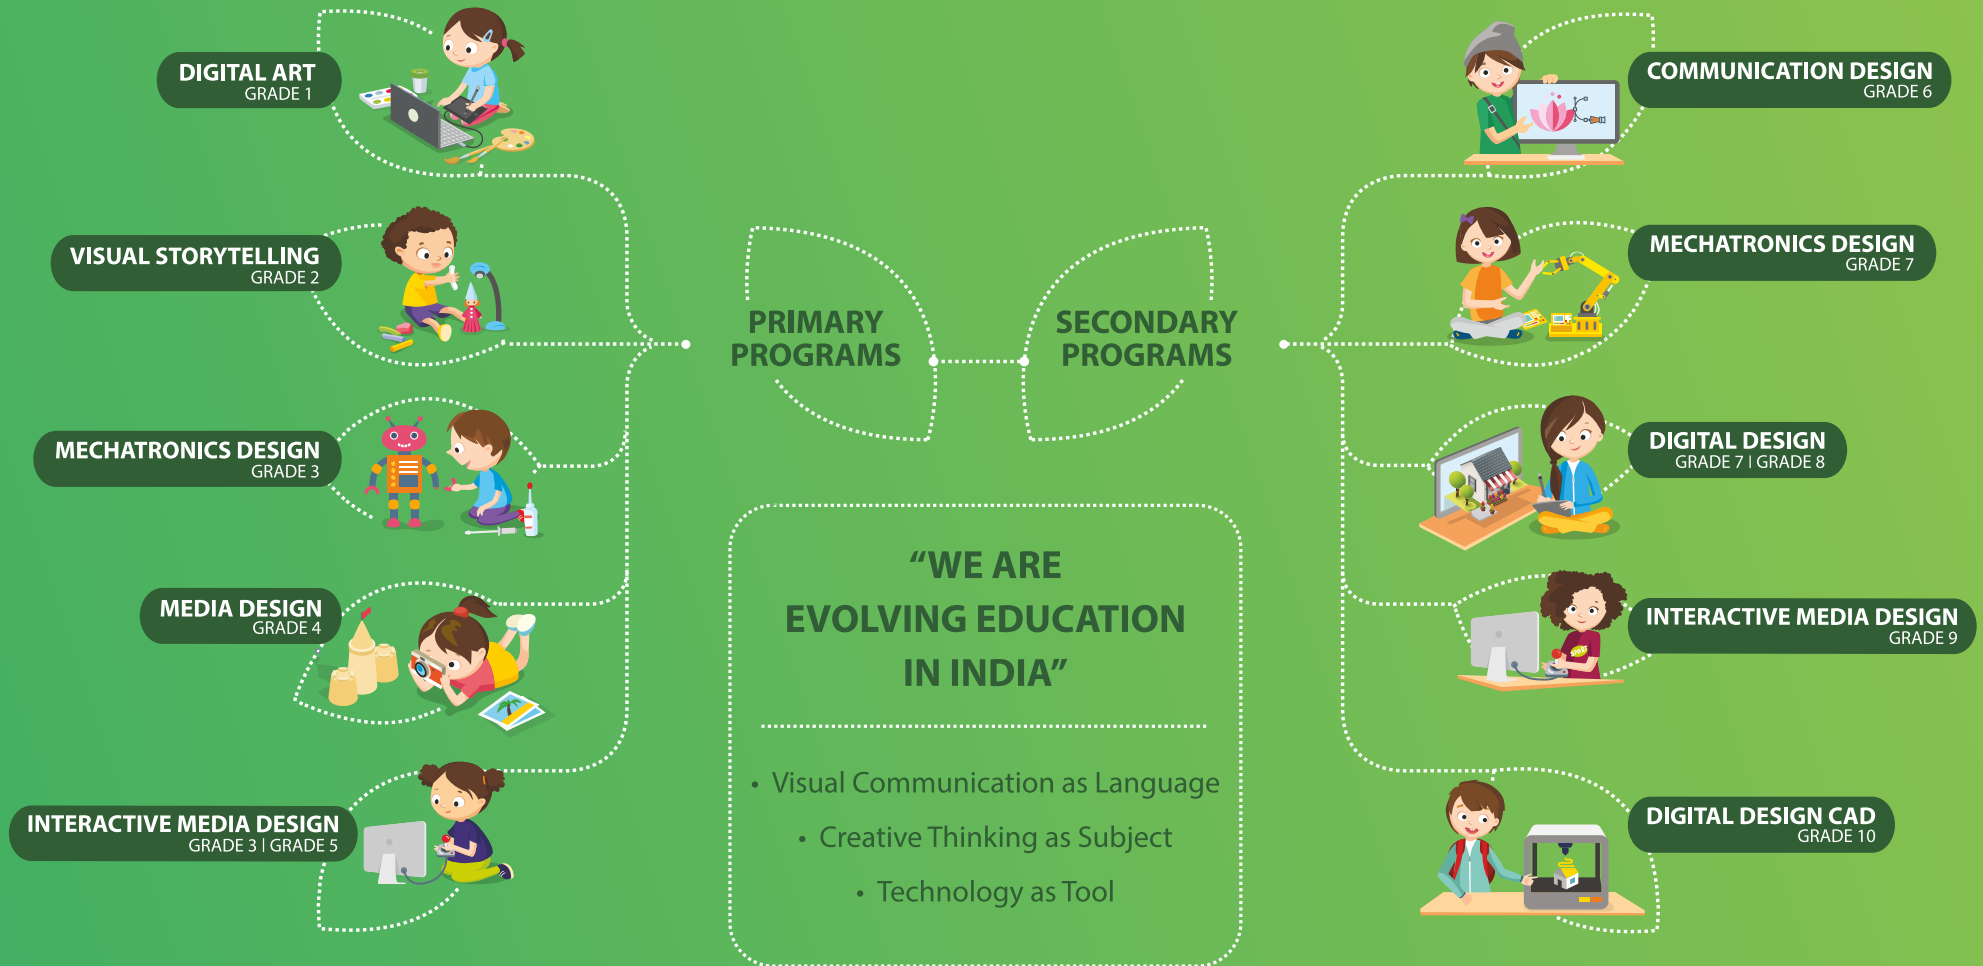 DIGITAL ART
GRADE 1
VISUAL STORYTELLING
GRADE 2
MECHATRONICS DESIGN
GRADE 3
MEDIA DESIGN
GRADE 4
INTERACTIVE MEDIA DESIGN
GRADE 3 | GRADE 5
PRIMARY
PROGRAMS
SECONDARY
PROGRAMS
“WE ARE
EVOLVING EDUCATION
IN INDIA”
• Visual Communication as Language
• Creative Thinking as Subject
• Technology as Tool
COMMUNICATION DESIGN
GRADE 6
MECHATRONICS DESIGN
GRADE 7
DIGITAL DESIGN
GRADE 7 | GRADE 8
INTERACTIVE MEDIA DESIGN
GRADE 9
SPORT
DIGITAL DESIGN CAD
GRADE 10